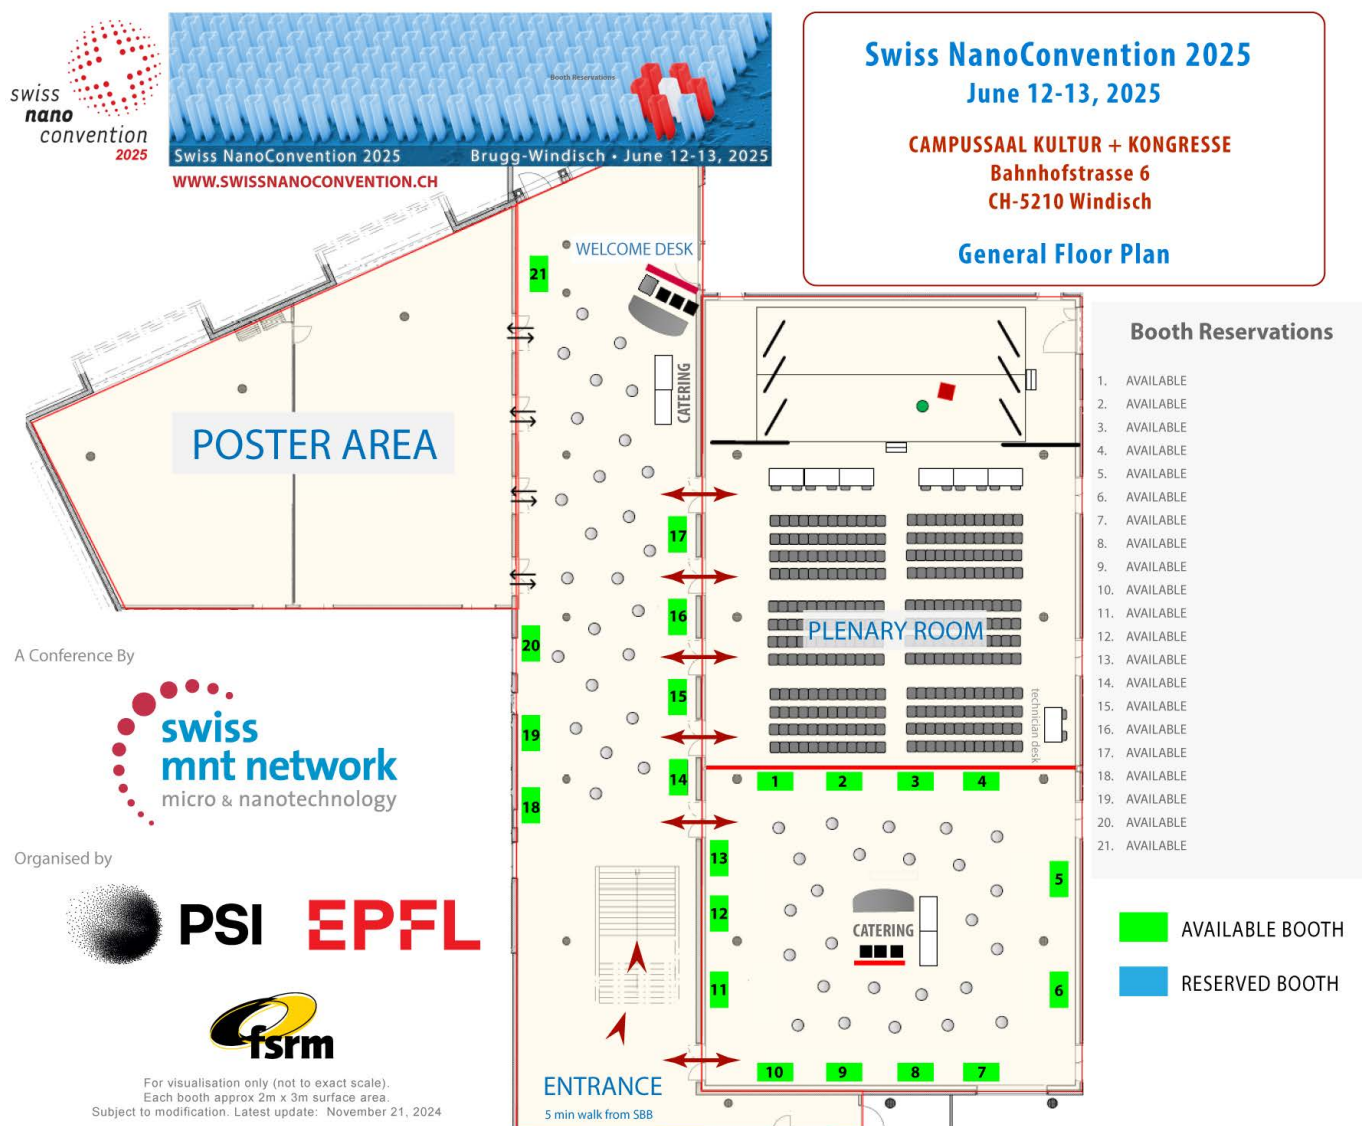 swiss
nano
convention
2025
Booth Reservations
Swiss NanoConvention 2025
Brugg-Windisch • June 12-13, 2025
WWW.SWISSNANOCONVENTION.CH
Swiss NanoConvention 2025
June 12-13, 2025
CAMPUSSAAL KULTUR + KONGRESSE
Bahnhofstrasse 6
CH-5210 Windisch
General Floor Plan
WELCOME DESK
21
CATERING
POSTER AREA
17
16
20
15
19
14
18
PLENARY ROOM
technician desk
1
2
3
4
13
5
12
CATERING
11
6
10
9
8
7
ENTRANCE
5 min walk from SBB
Booth Reservations
1. AVAILABLE
2. AVAILABLE
3. AVAILABLE
4. AVAILABLE
5. AVAILABLE
6. AVAILABLE
7. AVAILABLE
8. AVAILABLE
9. AVAILABLE
10. AVAILABLE
11. AVAILABLE
12. AVAILABLE
13. AVAILABLE
14. AVAILABLE
15. AVAILABLE
16. AVAILABLE
17. AVAILABLE
18. AVAILABLE
19. AVAILABLE
20. AVAILABLE
21. AVAILABLE
AVAILABLE BOOTH
RESERVED BOOTH
A Conference By
swiss
mnt network
micro & nanotechnology
Organised by
PSI
EPFL
fsrm
For visualisation only (not to exact scale).
Each booth approx 2m x 3m surface area.
Subject to modification. Latest update: November 21, 2024